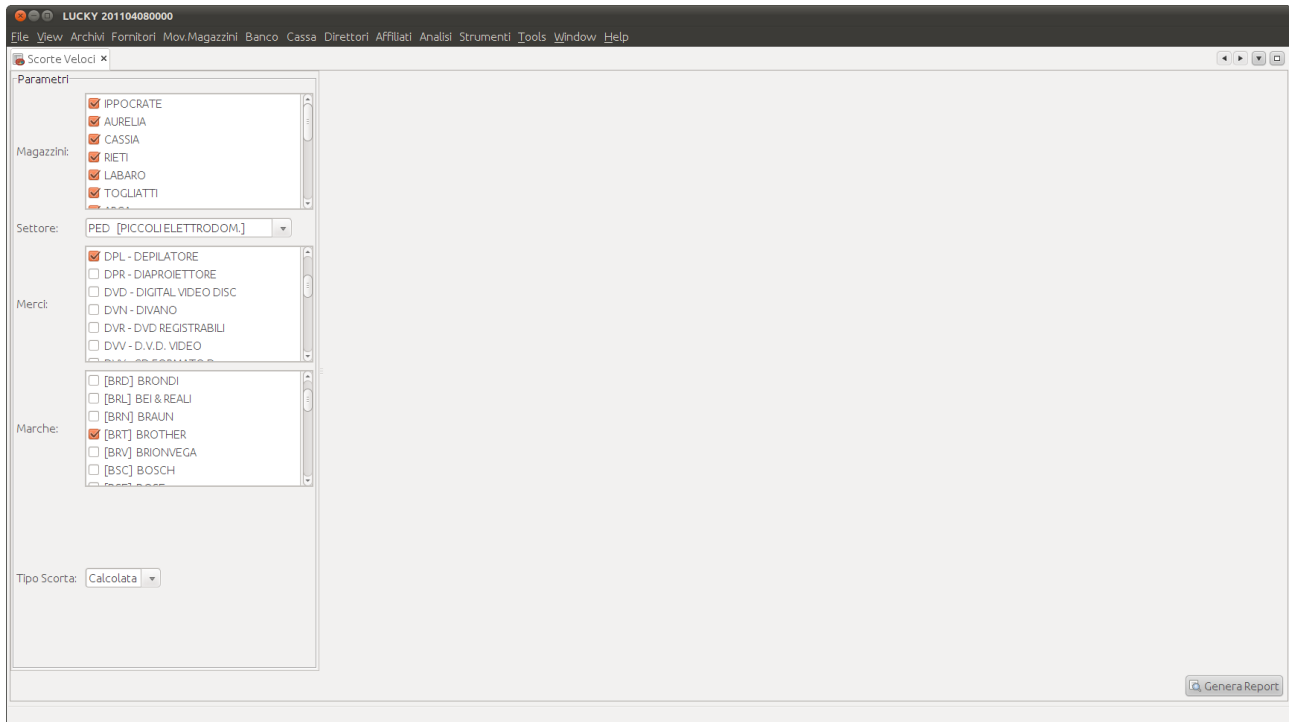 LUCKY 201104080000
File View Archivi Fornitori Mov.Magazzini Banco Cassa Direttori Affiliati Analisi Strumenti Tools Window Help
Scorte Veloci
Parametri
Magazzini:
IPPOCRATE
AURELIA
CASSIA
RIETI
LABARO
TOGLIATTI
Settore:
PED [PICCOLI ELETTRODOM.]
Merci:
DPL - DEPILATORE
DPR - DIAPROIETTORE
DVD - DIGITAL VIDEO DISC
DVN - DIVANO
DVR - DVD REGISTRABILI
DVV - D.V.D. VIDEO
Marche:
[BRD] BRONDI
[BRL] BEI & REALI
[BRN] BRAUN
[BRT] BROTHER
[BRV] BRIONVEGA
[BSC] BOSCH
Tipo Scorta:
Calcolata
Genera Report